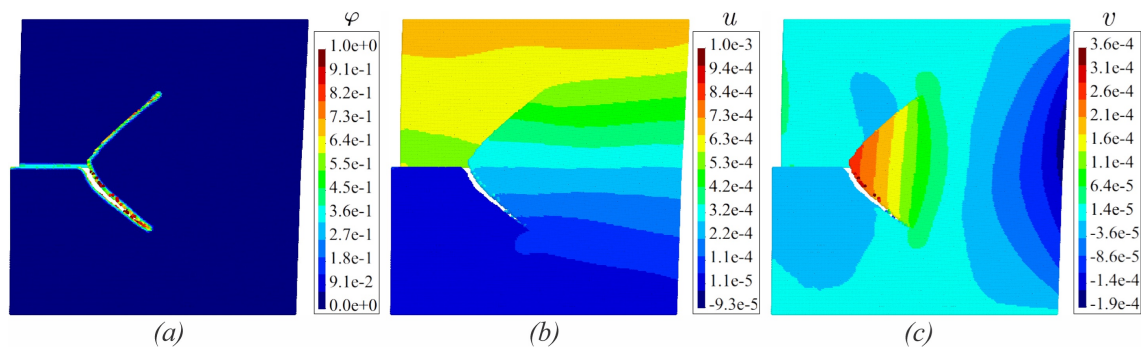 φ
1.0e+0
9.1e-1
8.2e-1
7.3e-1
6.4e-1
5.5e-1
4.5e-1
3.6e-1
2.7e-1
1.8e-1
9.1e-2
0.0e+0
(a)
u
1.0e-3
9.4e-4
8.4e-4
7.3e-4
6.3e-4
5.3e-4
4.2e-4
3.2e-4
2.2e-4
1.1e-4
1.1e-5
-9.3e-5
(b)
v
3.6e-4
3.1e-4
2.6e-4
2.1e-4
1.6e-4
1.1e-4
6.4e-5
1.4e-5
-3.6e-5
-8.6e-5
-1.4e-4
-1.9e-4
(c)